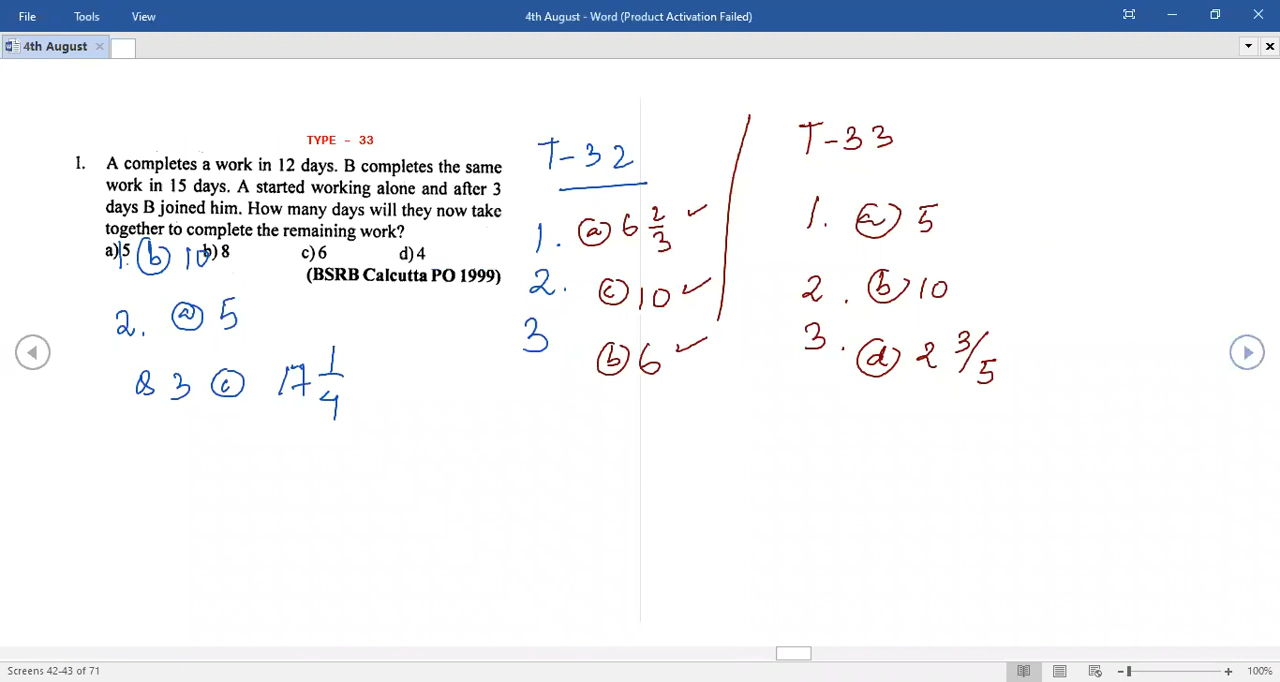 File Tools View
4th August - Word (Product Activation Failed)
4th August
TYPE - 33
1. A completes a work in 12 days. B completes the same
work in 15 days. A started working alone and after 3
days B joined him. How many days will they now take
together to complete the remaining work?
a) 5 b) 8 c) 6 d) 4
(BSRB Calcutta PO 1999)
1. (b) 10
2. (a) 5
3 (c) 17 1/4
T-32
1. (a) 6 2/3 ✓
2. (c) 10 ✓
3 (b) 6 ✓
T-33
1. (a) 5
2. (b) 10
3. (d) 2 3/5
Screens 42-43 of 71
100%